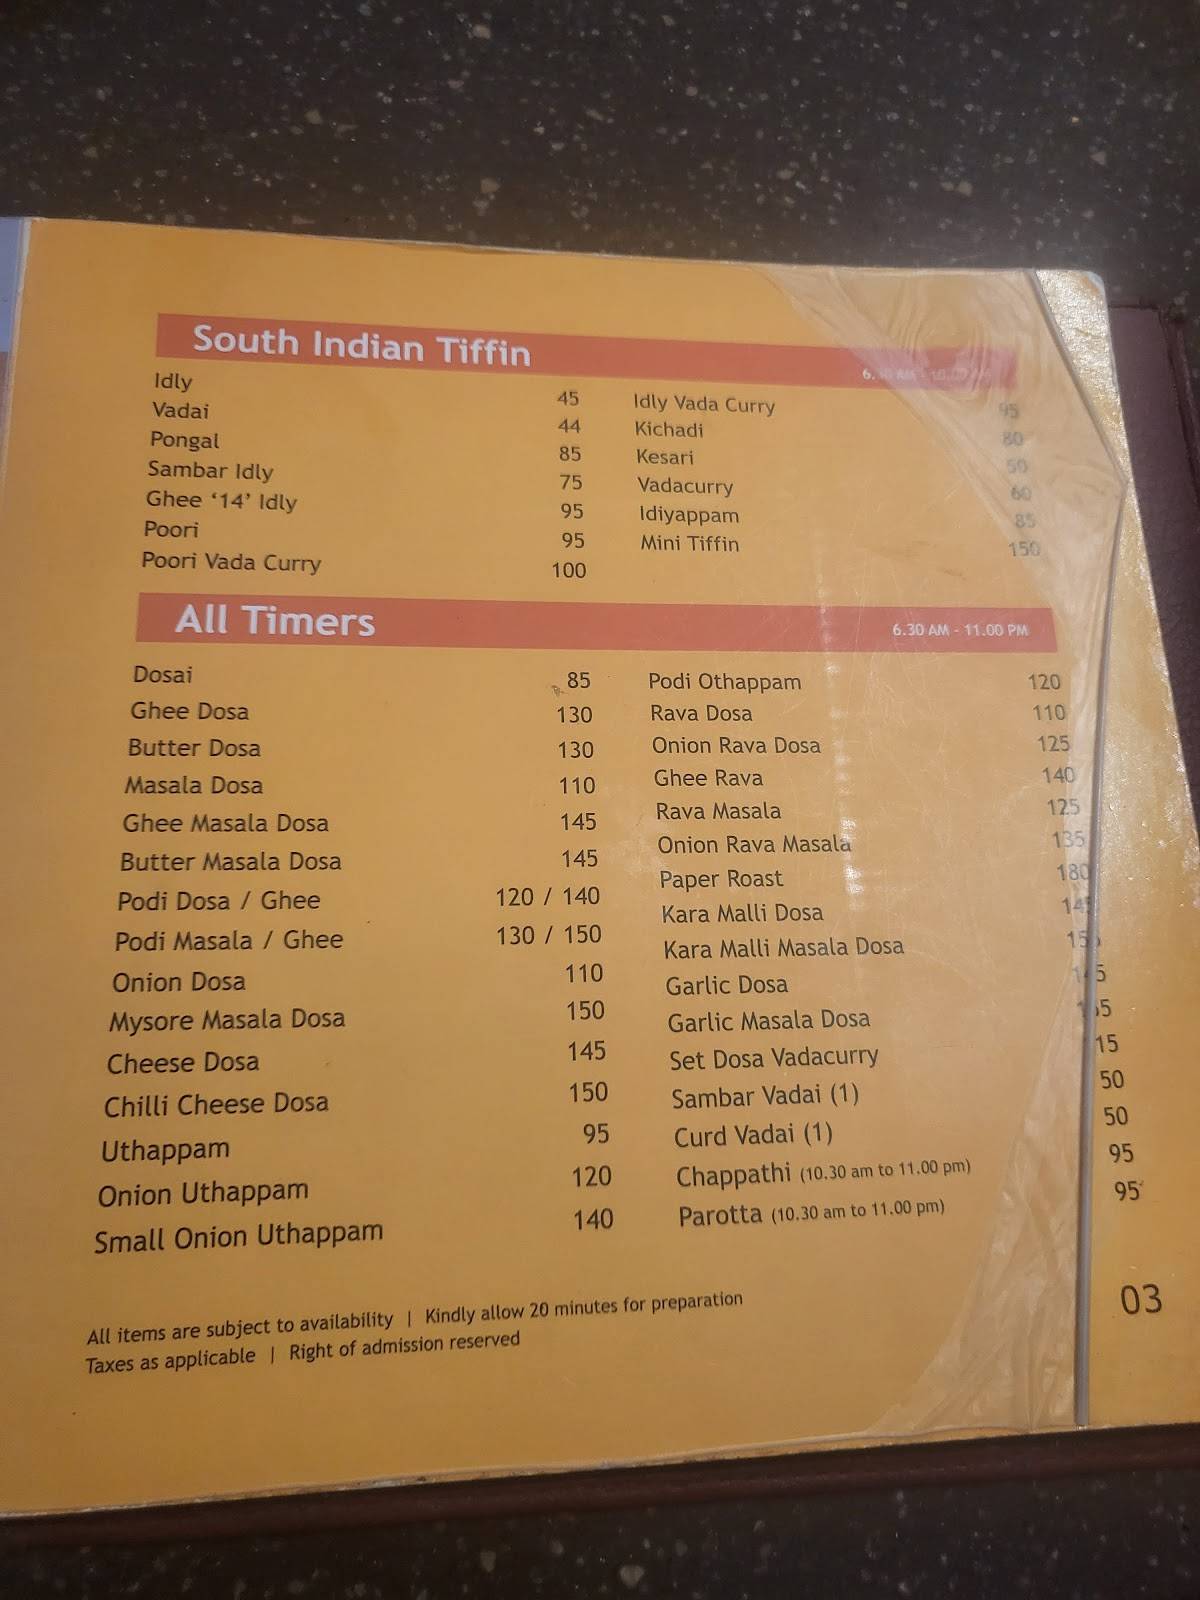 South Indian Tiffin
Idly 45
Vadai 44
Pongal 85
Sambar Idly 75
Ghee ‘14’ Idly 95
Poori 95
Poori Vada Curry 100
Idly Vada Curry 95
Kichadi 80
Kesari 50
Vadacurry 60
Idiyappam 85
Mini Tiffin 150
All Timers 6.30 AM - 11.00 PM
Dosai 85
Ghee Dosa 130
Butter Dosa 130
Masala Dosa 110
Ghee Masala Dosa 145
Butter Masala Dosa 145
Podi Dosa / Ghee 120 / 140
Podi Masala / Ghee 130 / 150
Onion Dosa 110
Mysore Masala Dosa 150
Cheese Dosa 145
Chilli Cheese Dosa 150
Uthappam 95
Onion Uthappam 120
Small Onion Uthappam 140
Podi Othappam 120
Rava Dosa 110
Onion Rava Dosa 125
Ghee Rava 140
Rava Masala 125
Onion Rava Masala 135
Paper Roast 180
Kara Malli Dosa
Kara Malli Masala Dosa
Garlic Dosa
Garlic Masala Dosa
Set Dosa Vadacurry
Sambar Vadai (1) 50
Curd Vadai (1) 50
Chappathi (10.30 am to 11.00 pm) 95
Parotta (10.30 am to 11.00 pm) 95
All items are subject to availability | Kindly allow 20 minutes for preparation
Taxes as applicable | Right of admission reserved
03